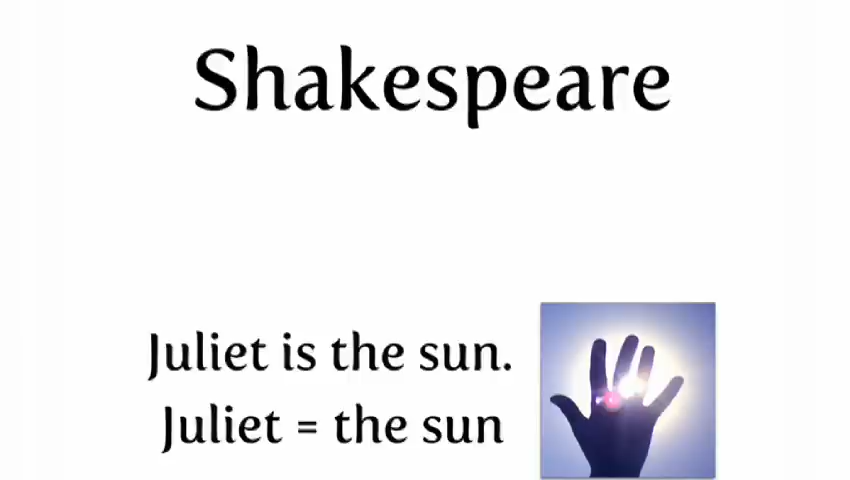 Shakespeare
Juliet is the sun.
Juliet = the sun